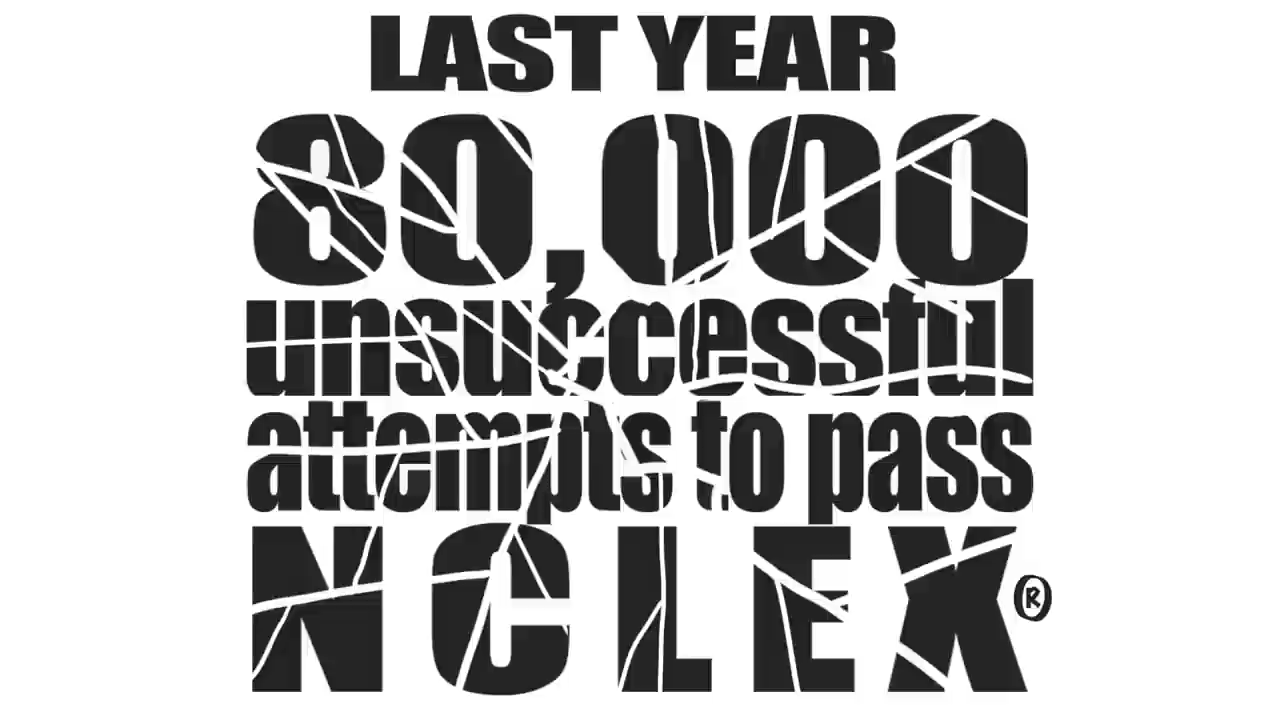 LAST YEAR
80,000
unsuccessful
attempts to pass
NCLEX®